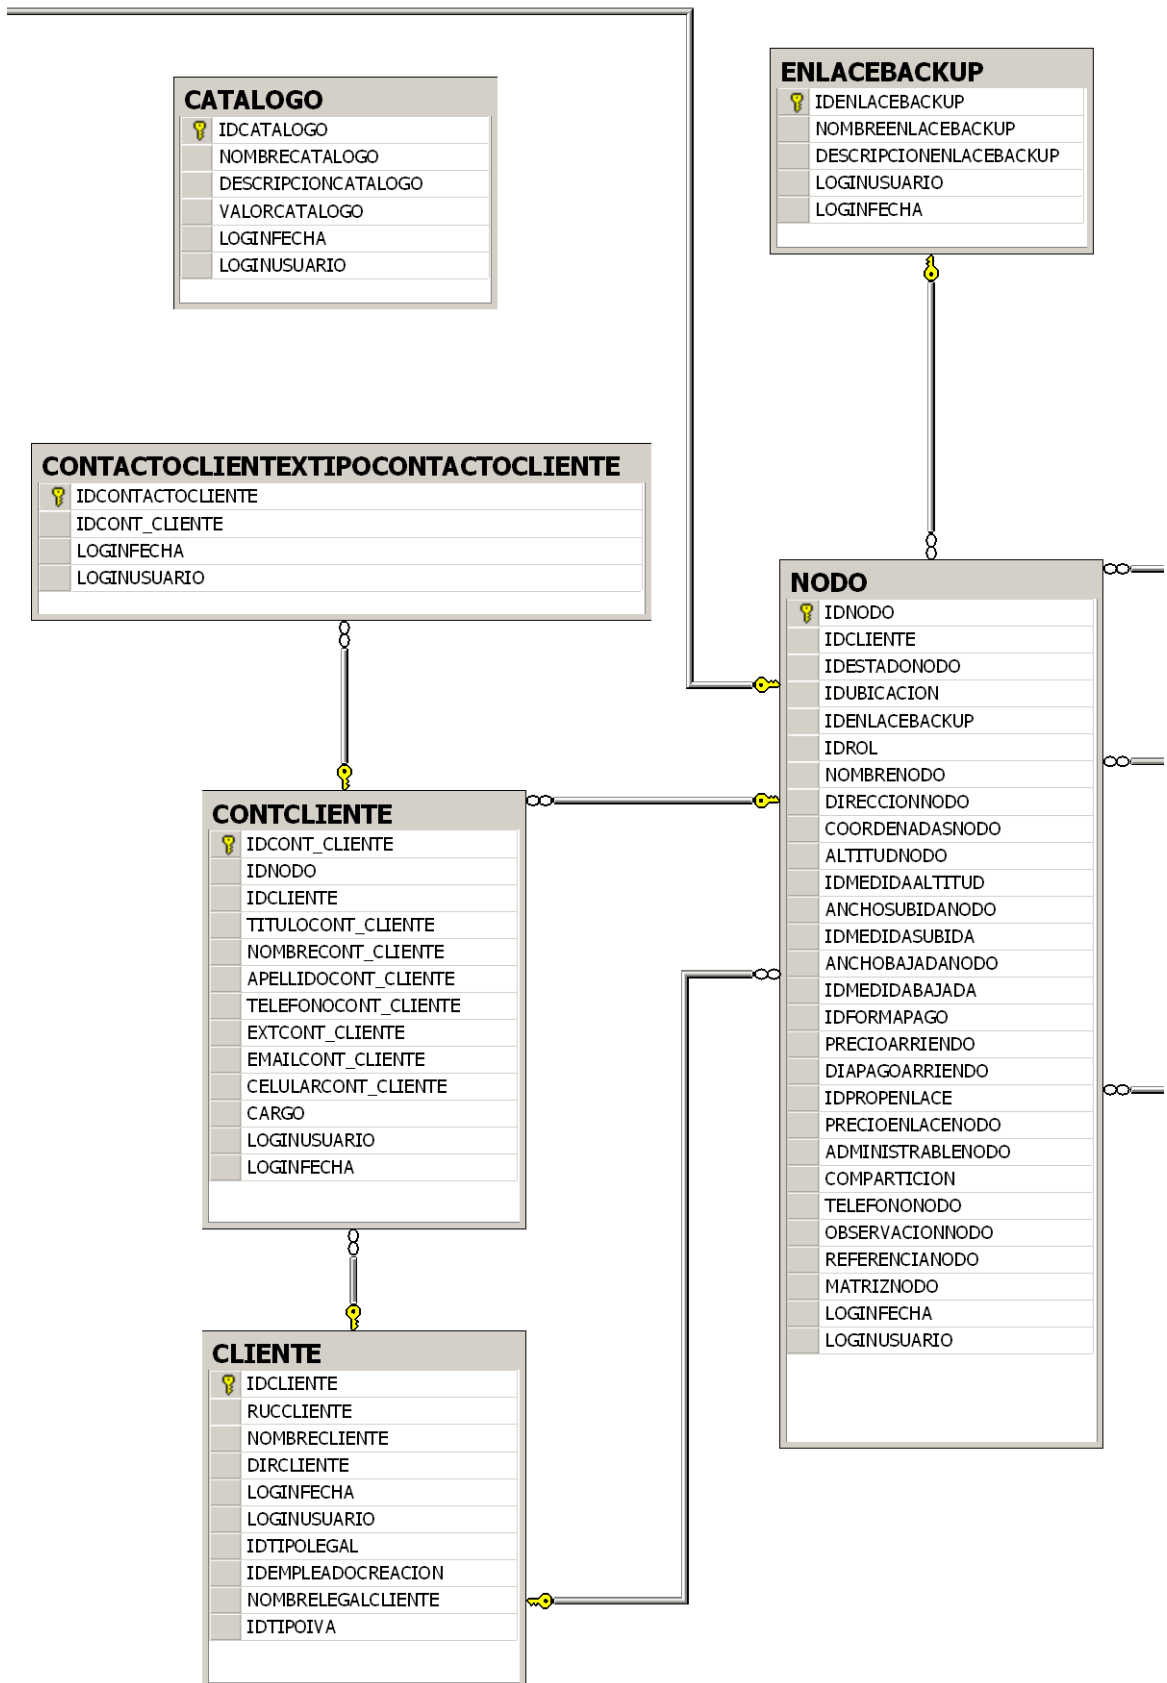 CATALOGO
IDCATALOGO
NOMBRECATALOGO
DESCRIPCIONCATALOGO
VALORCATALOGO
LOGINFECHA
LOGINUSUARIO
ENLACEBACKUP
IDENLACEBACKUP
NOMBREENLACEBACKUP
DESCRIPCIONENLACEBACKUP
LOGINUSUARIO
LOGINFECHA
CONTACTOCLIENTEXTIPOCONTACTOCLIENTE
IDCONTACTOCLIENTE
IDCONT_CLIENTE
LOGINFECHA
LOGINUSUARIO
NODO
IDNODO
IDCLIENTE
IDESTADONODO
IDUBICACION
IDENLACEBACKUP
IDROL
NOMBRENODO
DIRECCIONNODO
COORDENADASNODO
ALTITUDNODO
IDMEDIDAALTITUD
ANCHOSUBIDANODO
IDMEDIDASUBIDA
ANCHOBAJADANODO
IDMEDIDABAJADA
IDFORMAPAGO
PRECIOARRIENDO
DIAPAGOARRIENDO
IDPROPENLACE
PRECIOENLACENODO
ADMINISTRABLENODO
COMPARTICION
TELEFONONODO
OBSERVACIONNODO
REFERENCIANODO
MATRIZNODO
LOGINFECHA
LOGINUSUARIO
CONTCLIENTE
IDCONT_CLIENTE
IDNODO
IDCLIENTE
TITULOCONT_CLIENTE
NOMBRECONT_CLIENTE
APELLIDOCONT_CLIENTE
TELEFONOCONT_CLIENTE
EXTCONT_CLIENTE
EMAILCONT_CLIENTE
CELULARCONT_CLIENTE
CARGO
LOGINUSUARIO
LOGINFECHA
CLIENTE
IDCLIENTE
RUCCLIENTE
NOMBRECLIENTE
DIRCLIENTE
LOGINFECHA
LOGINUSUARIO
IDTIPOLEGAL
IDEMPLEADOCREACION
NOMBRELEGALCLIENTE
IDTIPOIVA